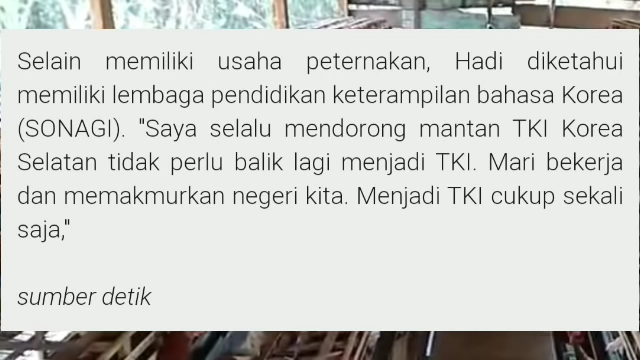 Selain memiliki usaha peternakan, Hadi diketahui
memiliki lembaga pendidikan keterampilan bahasa Korea
(SONAGI). "Saya selalu mendorong mantan TKI Korea
Selatan tidak perlu balik lagi menjadi TKI. Mari bekerja
dan memakmurkan negeri kita. Menjadi TKI cukup sekali
saja,"
sumber detik